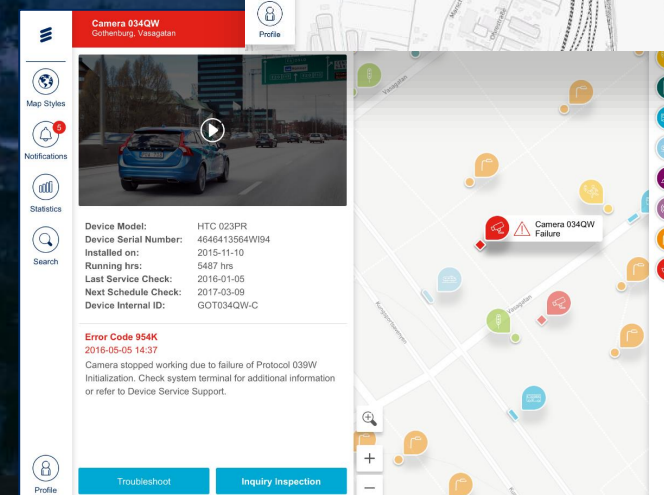 Camera 034QW
Gothenburg, Vasagatan
Profile
Map Styles
5
Notifications
Statistics
Search
Profile
Device Model: HTC 023PR
Device Serial Number: 4646413564WI94
Installed on: 2015-11-10
Running hrs: 5487 hrs
Last Service Check: 2016-01-05
Next Schedule Check: 2017-03-09
Device Internal ID: GOT034QW-C
Error Code 954K
2016-05-05 14:37
Camera stopped working due to failure of Protocol 039W
Initialization. Check system terminal for additional information
or refer to Device Service Support.
Troubleshoot
Inquiry Inspection
Vasagatan
Camera 034QW
Failure
Vasagatan
+
−